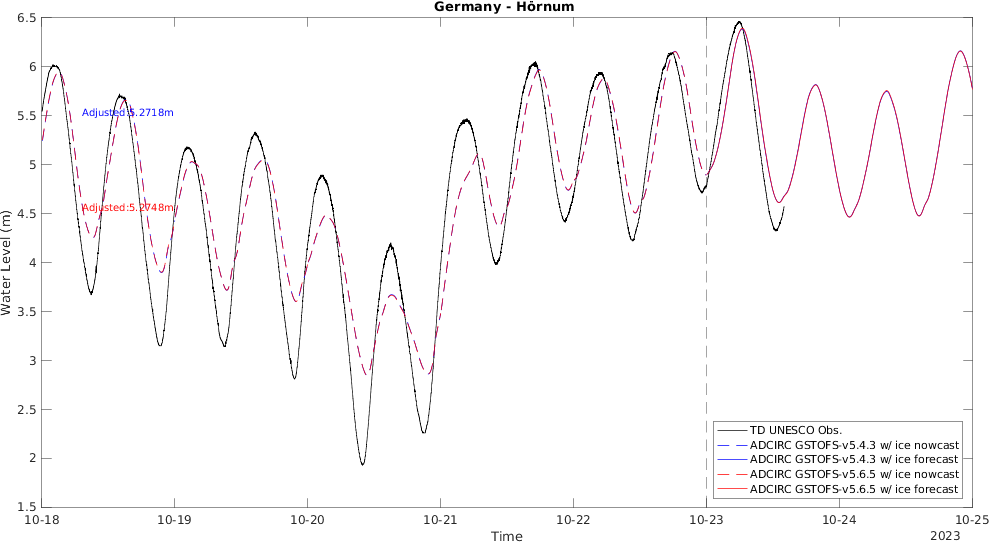 Germany - Hörnum
6.5
6
5.5
5
4.5
4
3.5
3
2.5
2
1.5
Water Level (m)
Adjusted:5.2718m
Adjusted:5.2748m
TD UNESCO Obs.
ADCIRC GSTOFS-v5.4.3 w/ ice nowcast
ADCIRC GSTOFS-v5.4.3 w/ ice forecast
ADCIRC GSTOFS-v5.6.5 w/ ice nowcast
ADCIRC GSTOFS-v5.6.5 w/ ice forecast
10-18 10-19 10-20 10-21 10-22 10-23 10-24 10-25
Time
2023